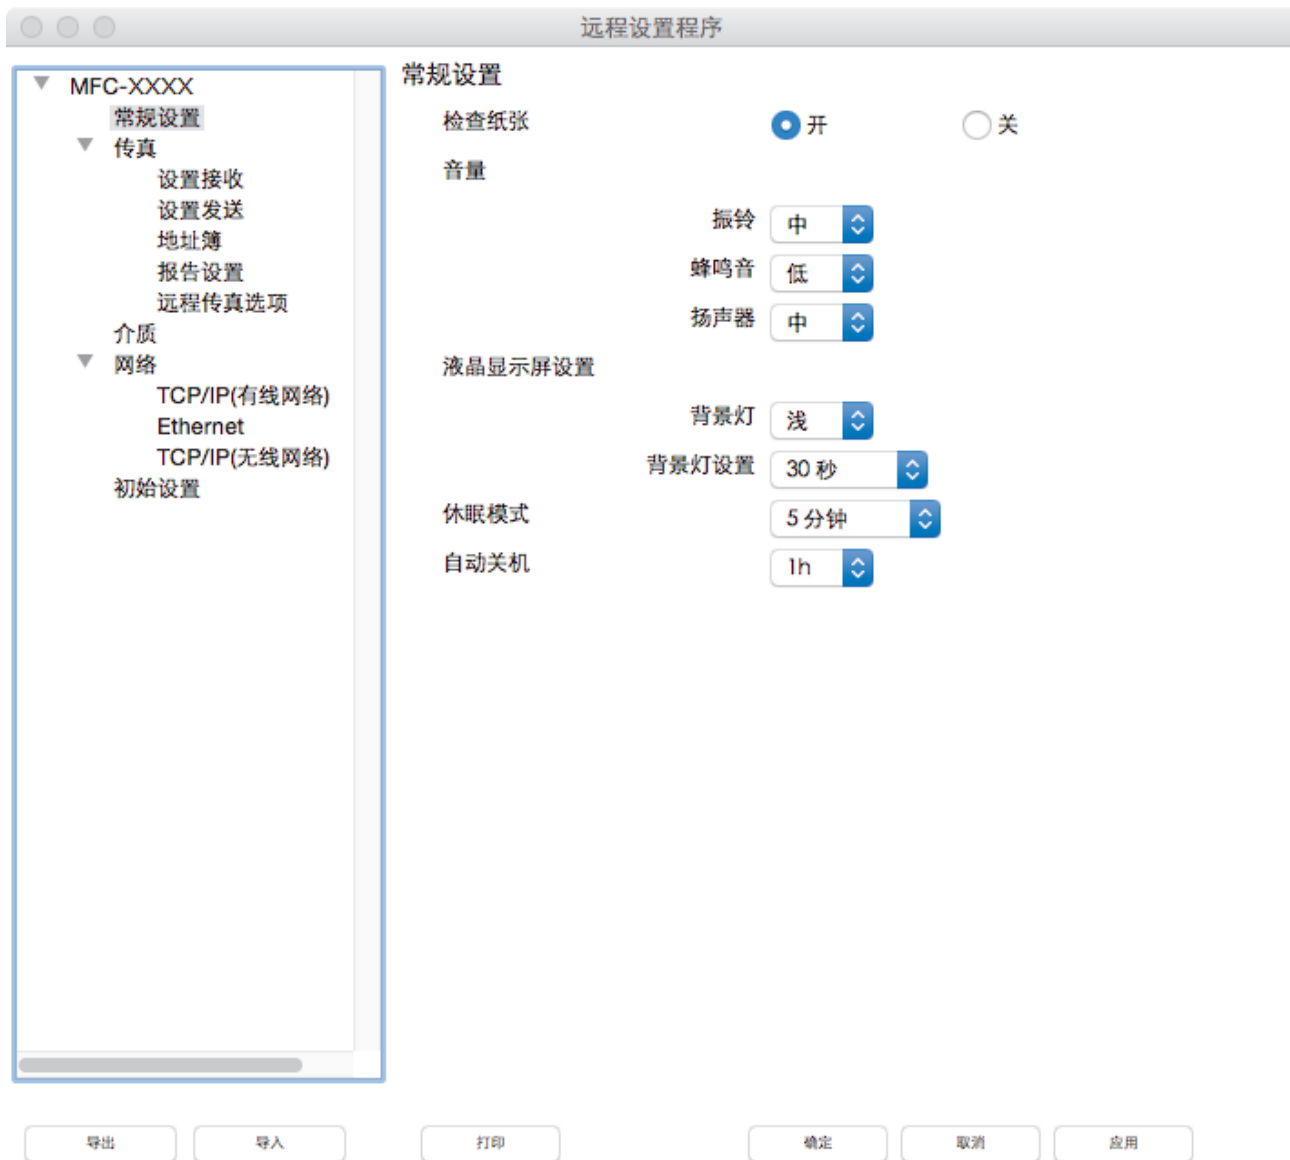 远程设置程序
MFC-XXXX
常规设置
传真
设置接收
设置发送
地址簿
报告设置
远程传真选项
介质
网络
TCP/IP(有线网络)
Ethernet
TCP/IP(无线网络)
初始设置
常规设置
检查纸张 开 关
音量
振铃 中
蜂鸣音 低
扬声器 中
液晶显示屏设置
背景灯 浅
背景灯设置 30 秒
休眠模式 5 分钟
自动关机 1h
导出 导入 打印 确定 取消 应用